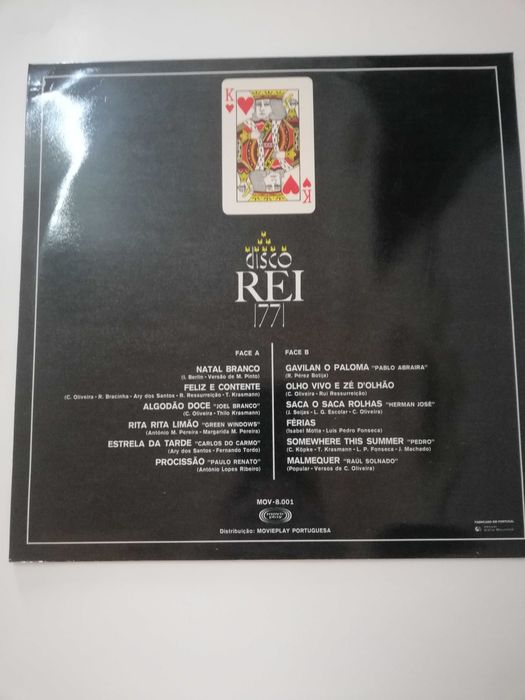 K
K
disco
REI
|77|
FACE A
NATAL BRANCO
(I. Berlin - Versão de M. Pinto)
FELIZ E CONTENTE
(C. Oliveira - R. Bracinha - Ary dos Santos - B. Ressurreição - T. Krasmann)
ALGODÃO DOCE "JOEL BRANCO"
(C. Oliveira - Thilo Krasmann)
RITA RITA LIMÃO "GREEN WINDOWS"
(António M. Pereira - Margarida M. Pereira)
ESTRELA DA TARDE "CARLOS DO CARMO"
(Ary dos Santos - Fernando Tordo)
PROCISSÃO "PAULO RENATO"
(António Lopes Ribeiro)
FACE B
GAVILAN O PALOMA "PABLO ABRAIRA"
(R. Pérez Botija)
OLHO VIVO E ZÉ D'OLHÃO
(C. Oliveira - Rui Ressurreição)
SACA O SACA ROLHAS "HERMAN JOSÉ"
(J. Seijas - L. G. Escolar - C. Oliveira)
FÉRIAS
(Isabel Motta - Luis Pedro Fonseca)
SOMEWHERE THIS SUMMER "PEDRO"
(C. Köpke - T. Krasmann - L. P. Fonseca - J. Machado)
MALMEQUER "RAÚL SOLNADO"
(Popular - Versos de C. Oliveira)
MOV - 8.001
movie
play
Distribuição: MOVIEPLAY PORTUGUESA
FABRICADO EM PORTUGAL